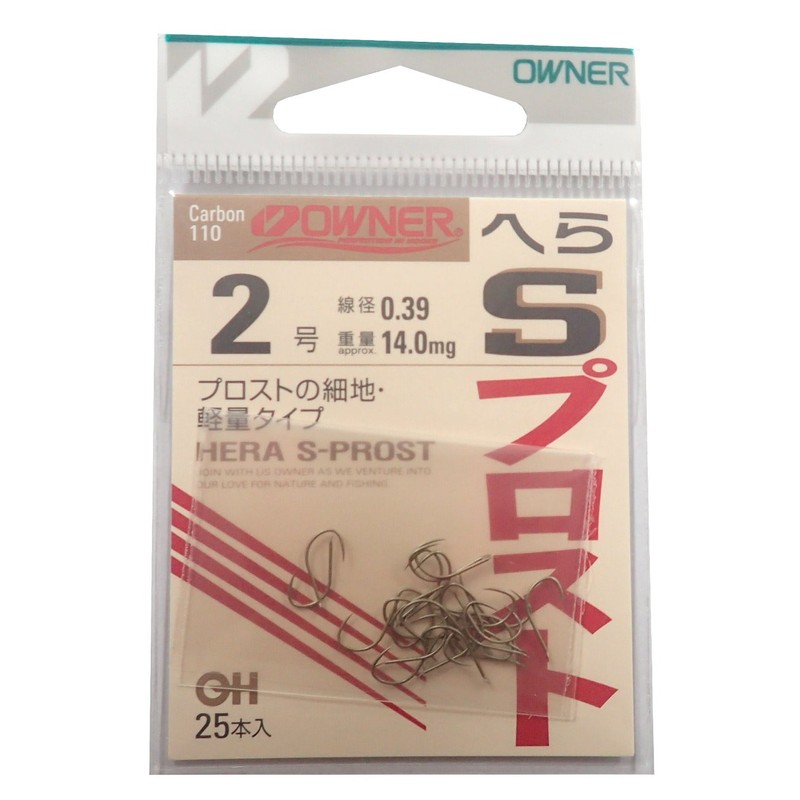 OWNER
Carbon
110
OWNER
へら
S
プロスト
2号
線径 0.39
重量 approx. 14.0mg
プロストの細地・
軽量タイプ
HERA S-PROST
JOIN WITH US OWNER AS WE VENTURE INTO
OUR LOVE FOR NATURE AND FISHING
OH
25本入